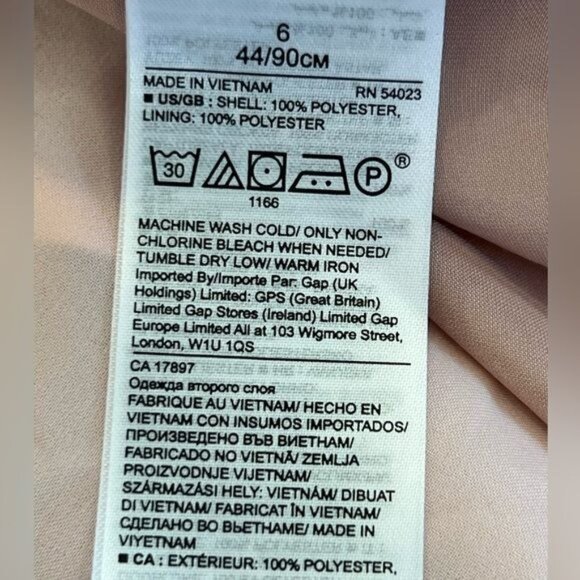 6
44/90CM
MADE IN VIETNAM RN 54023
■ US/GB : SHELL: 100% POLYESTER,
LINING: 100% POLYESTER
30 P ®
1166
MACHINE WASH COLD/ ONLY NON-
CHLORINE BLEACH WHEN NEEDED/
TUMBLE DRY LOW/ WARM IRON
Imported By/Importe Par: Gap (UK
Holdings) Limited: GPS (Great Britain)
Limited Gap Stores (Ireland) Limited Gap
Europe Limited All at 103 Wigmore Street,
London, W1U 1QS
CA 17897
Одежда второго слоя
FABRIQUE AU VIETNAM/ HECHO EN
VIETNAM CON INSUMOS IMPORTADOS/
ПРОИЗВЕДЕНО ВЪВ ВИЕТНАМ/
FABRICADO NO VIETNÃ/ ZEMLJA
PROIZVODNJE VIJETNAM/
SZÁRMAZÁSI HELY: VIETNÁM/ DIBUAT
DI VIETNAM/ FABRICAT ÎN VIETNAM/
СДЕЛАНО ВО ВЬЕТНАМЕ/ MADE IN
VIYETNAM
■ CA : EXTÉRIEUR: 100% POLYESTER,